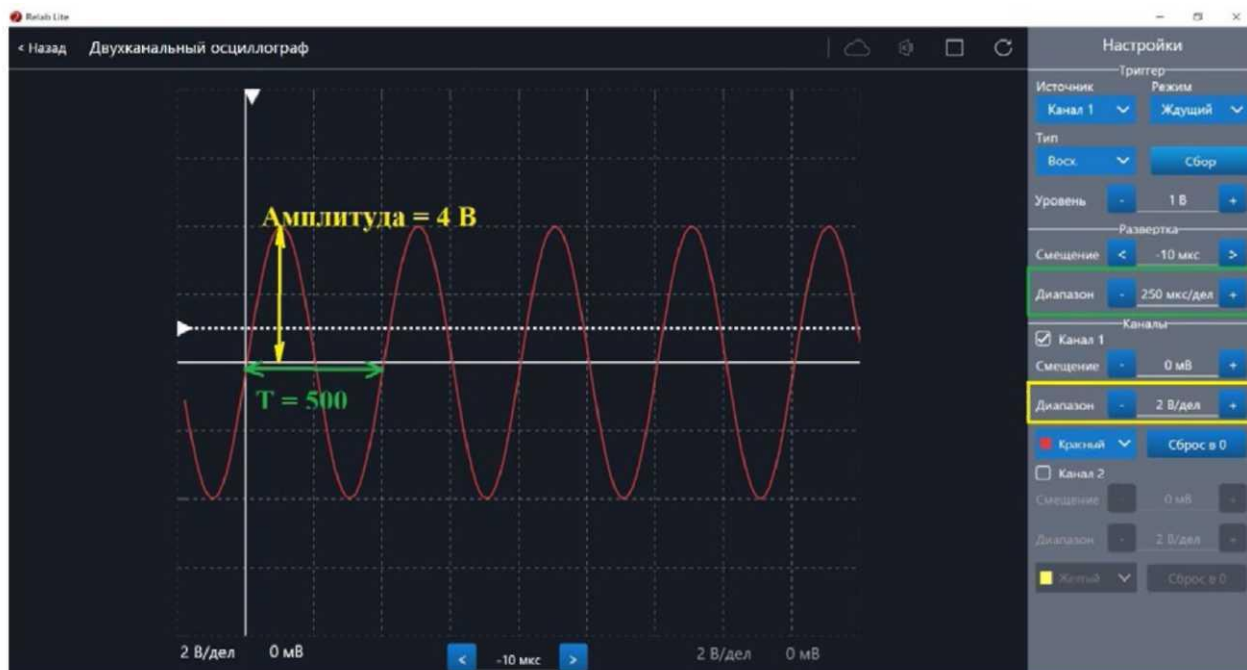 Relab Lite
< Назад Двухканальный осциллограф
Настройки
Триггер
Источник Режим
Канал 1 Ждущий
Тип
Восх. Сбор
Уровень - 1 В +
Развертка
Смещение < -10 мкс >
Диапазон - 250 мкс/дел +
Каналы
Канал 1
Смещение - 0 мВ +
Диапазон - 2 В/дел +
Красный Сброс в 0
Канал 2
Смещение - 0 мВ +
Диапазон - 2 В/дел +
Желтый Сброс в 0
Амплитуда = 4 В
T = 500
2 В/дел 0 мВ < -10 мкс > 2 В/дел 0 мВ